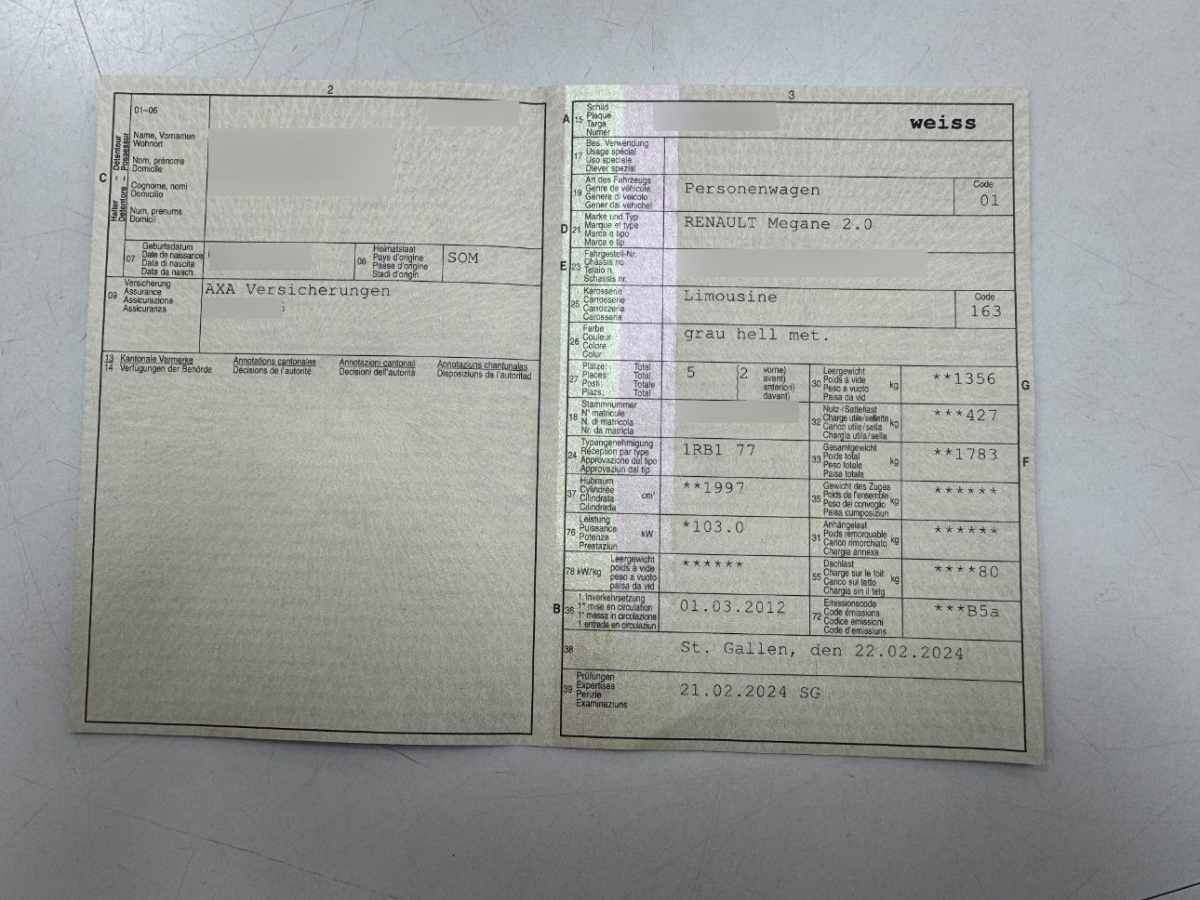 2
01–06
Name, Vornamen
Wohnort
Nom, prénoms
Domicile
Cognome, nomi
Domicilio
Num, prenums
Domicil
C
Halter – Détenteur
Detentore – Possessur
07
Geburtsdatum
Date de naissance
Data di nascita
Data da nasch.
08
Heimatstaat
Pays d'origine
Paese d'origine
Stadi d'origin
SOM
09
Versicherung
Assurance
Assicurazione
Assicuranza
AXA Versicherungen
13
14
Kantonale Vermerke
Verfügungen der Behörde
Annotations cantonales
Décisions de l'autorité
Annotazioni cantonali
Decisioni dell'autorità
Annotaziuns chantunalas
Disposiziuns da l'autoritad
3
A 15
Schild
Plaque
Targa
Numer
weiss
17
Bes. Verwendung
Usage spécial
Uso speciale
Diever spezial
19
Art des Fahrzeugs
Genre de véhicule
Genere di veicolo
Gener dal vehichel
Personenwagen
Code
01
D 21
Marke und Typ
Marque et type
Marca e tipo
Marca e tip
RENAULT Megane 2.0
E 23
Fahrgestell-Nr.
Châssis no
Telaio n.
Schassis nr.
25
Karosserie
Carrosserie
Carrozzeria
Carossaria
Limousine
Code
163
26
Farbe
Couleur
Colore
Colur
grau hell met.
27
Plätze: Total
Places: Total
Posti: Totale
Plazs: Total
5
(2
vorne)
avant)
anteriori)
davant)
30
Leergewicht
Poids à vide
Peso a vuoto
Paisa da vid
kg
**1356
G
18
Stammnummer
N° matricule
N. di matricola
Nr. da matricla
32
Nutz-/Sattellast
Charge utile/sellette
Carico utile/sella
Chargia utila/sella
kg
***427
24
Typengenehmigung
Réception par type
Approvazione del tipo
Approvaziun dal tip
1RB1 77
33
Gesamtgewicht
Poids total
Peso totale
Paisa totala
kg
**1783
F
37
Hubraum
Cylindrée
Cilindrata
Cilindrada
cm³
**1997
35
Gewicht des Zuges
Poids de l'ensemble
Peso del convoglio
Paisa cumposiziun
kg
******
76
Leistung
Puissance
Potenza
Prestaziun
kW
*103.0
31
Anhängelast
Poids remorquable
Carico rimorchiato
Chargia annexa
kg
******
78 kW/kg
Leergewicht
poids à vide
peso a vuoto
paisa da vid
******
55
Dachlast
Charge sur le toit
Carico sul tetto
Chargia sin il tetg
kg
****80
B 36
1. Inverkehrsetzung
1re mise en circulation
1a messa in circolazione
1. entrada en circulaziun
01.03.2012
72
Emissionscode
Code émissions
Codice emissioni
Code d'emissiuns
***B5a
38
St. Gallen, den 22.02.2024
39
Prüfungen
Expertises
Perizie
Examinaziuns
21.02.2024 SG